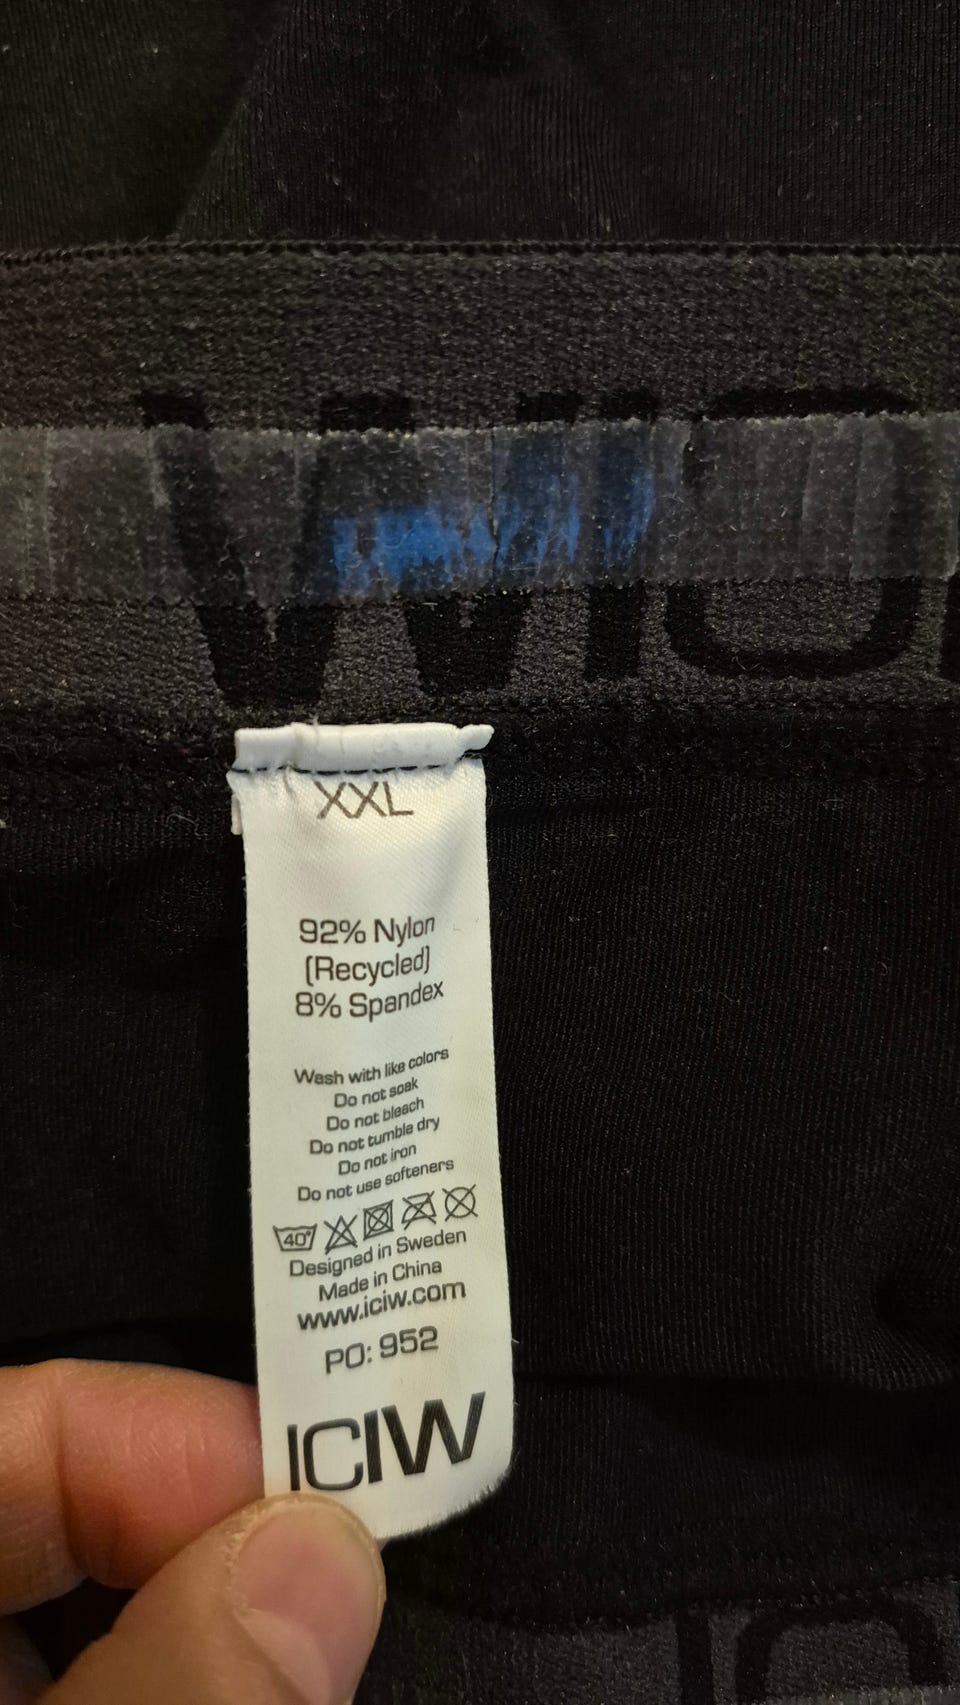 XXL
92% Nylon
(Recycled)
8% Spandex
Wash with like colors
Do not soak
Do not bleach
Do not tumble dry
Do not iron
Do not use softeners
40°
Designed in Sweden
Made in China
www.iciw.com
PO: 952
ICIW